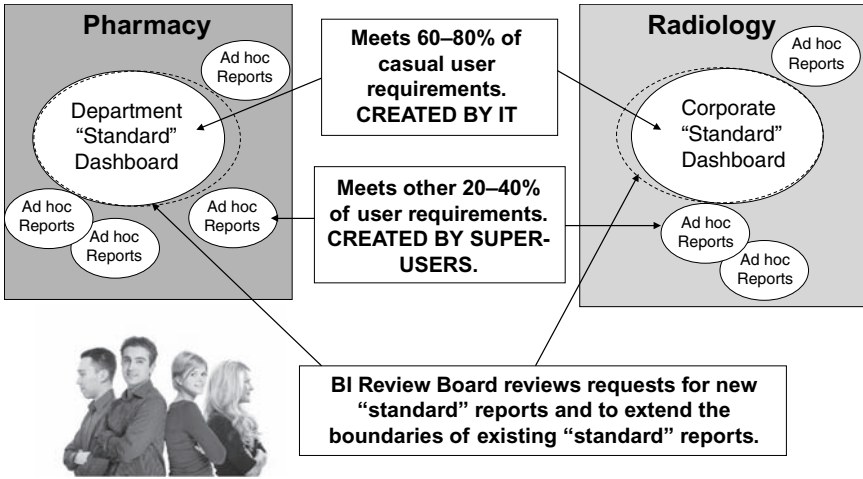 Pharmacy
Ad hoc
Reports
Department
“Standard”
Dashboard
Ad hoc
Reports
Ad hoc
Reports
Ad hoc
Reports
Meets 60–80% of
casual user
requirements.
CREATED BY IT
Meets other 20–40%
of user requirements.
CREATED BY SUPER-
USERS.
Radiology
Ad hoc
Reports
Corporate
“Standard”
Dashboard
Ad hoc
Reports
Ad hoc
Reports
BI Review Board reviews requests for new
“standard” reports and to extend the
boundaries of existing “standard” reports.